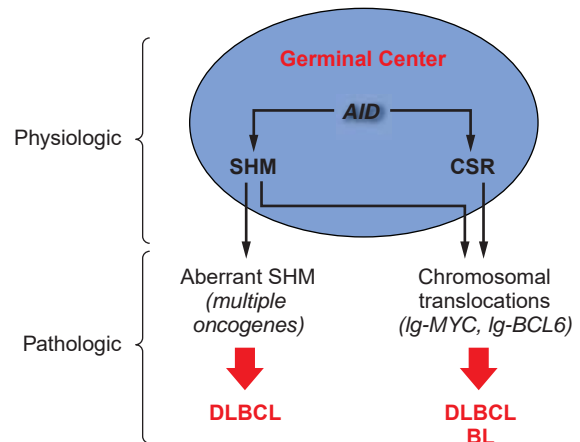 Germinal Center
AID
Physiologic
SHM
CSR
Aberrant SHM
(multiple
oncogenes)
Chromosomal
translocations
(Ig-MYC, Ig-BCL6)
Pathologic
DLBCL
DLBCL
BL